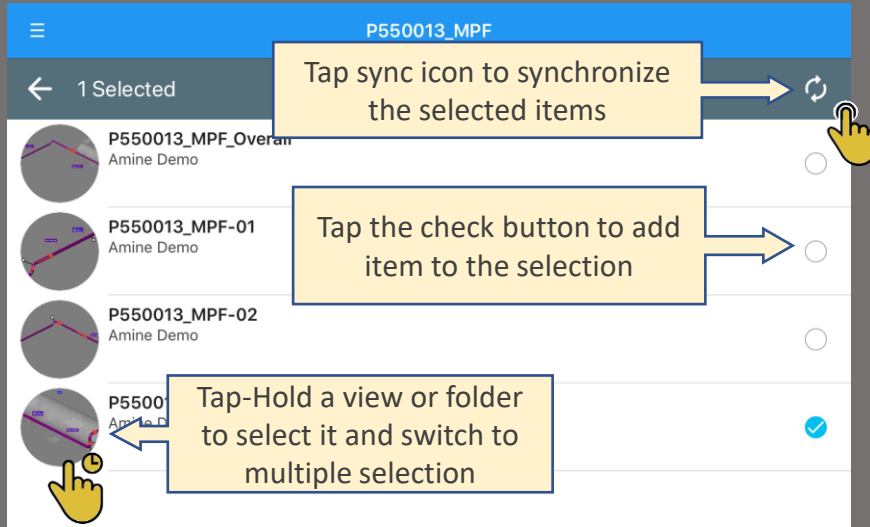 P550013_MPF
1 Selected
Tap sync icon to synchronize
the selected items
P550013_MPF_Overall
Amine Demo
P550013_MPF-01
Amine Demo
Tap the check button to add
item to the selection
P550013_MPF-02
Amine Demo
Tap-Hold a view or folder
to select it and switch to
multiple selection